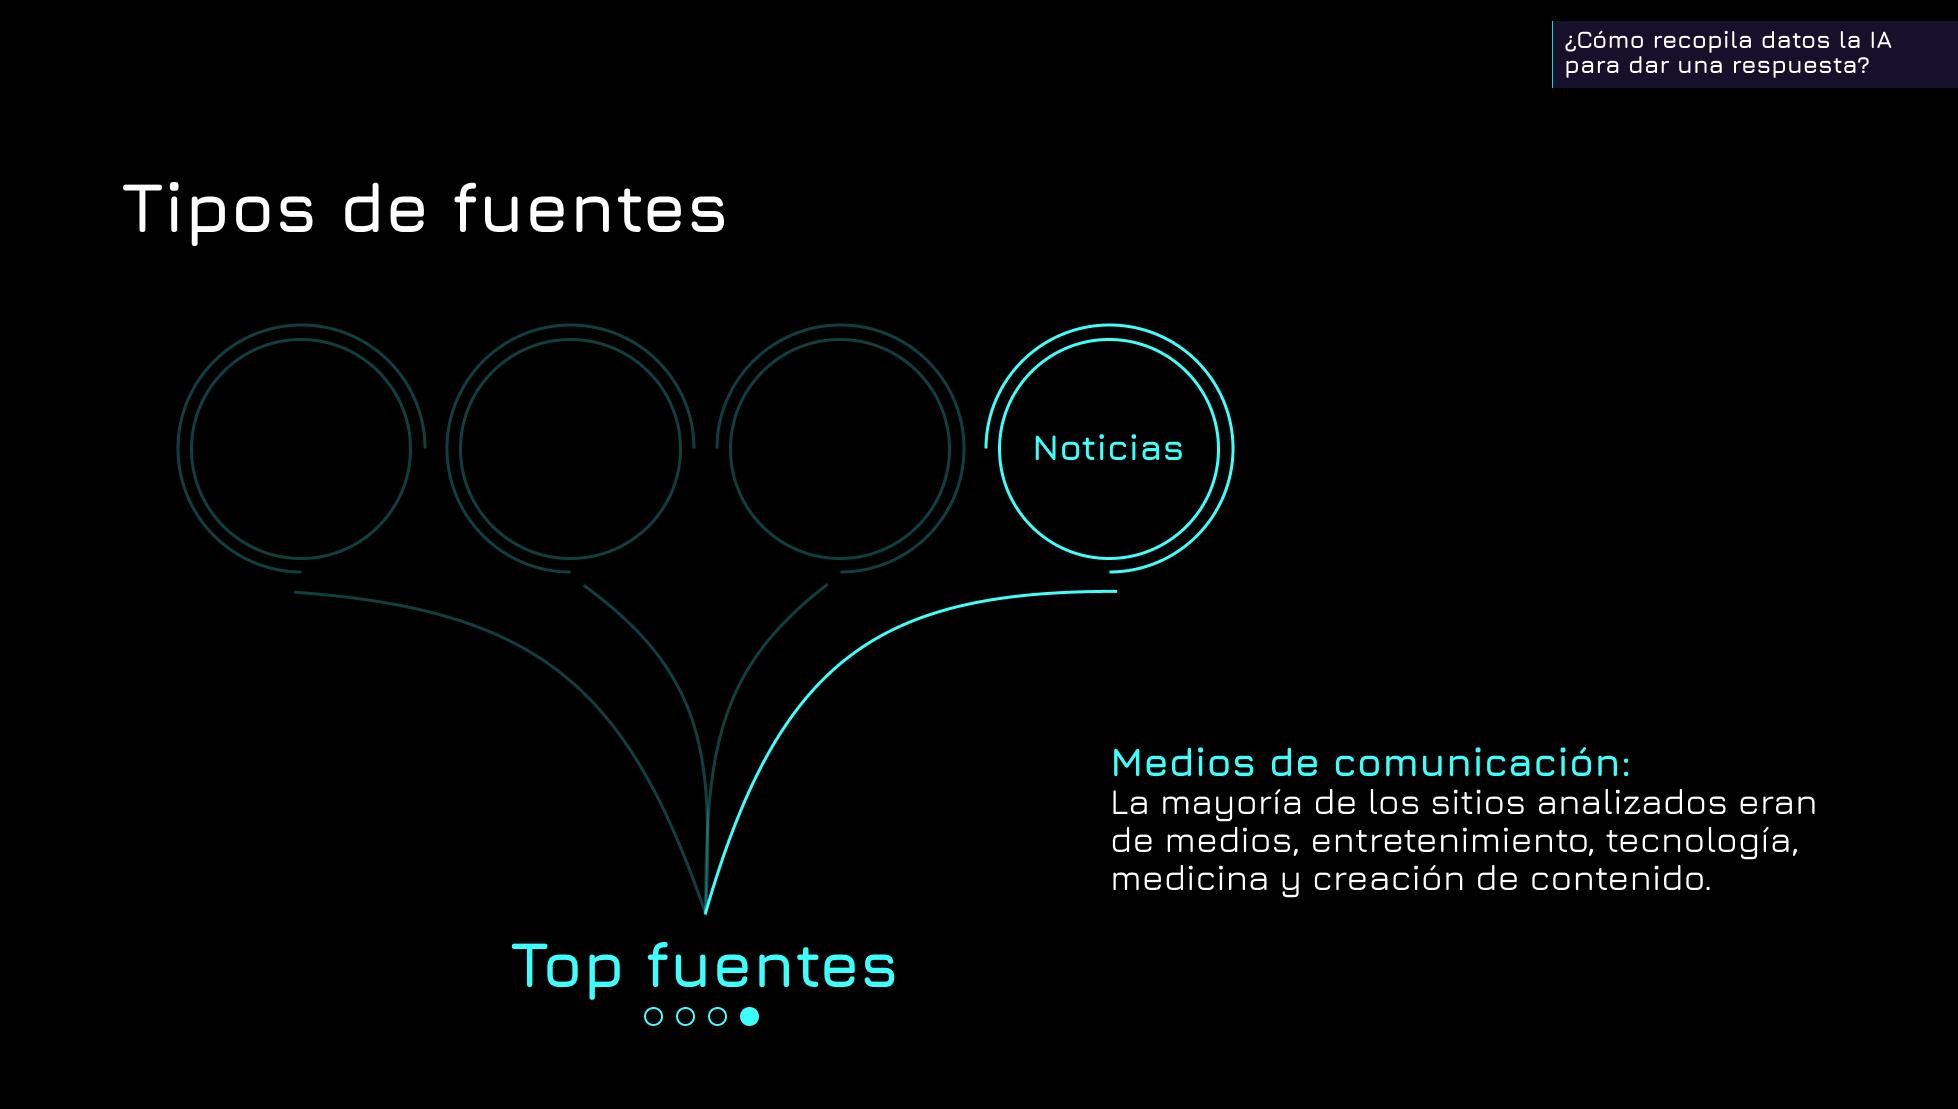 ¿Cómo recopila datos la IA
para dar una respuesta?
Tipos de fuentes
Noticias
Medios de comunicación:
La mayoría de los sitios analizados eran
de medios, entretenimiento, tecnología,
medicina y creación de contenido.
Top fuentes